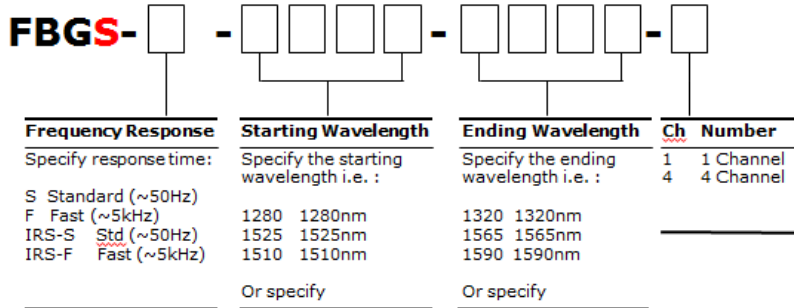 FBGS- - - -
Frequency Response Starting Wavelength Ending Wavelength Ch Number
Specify response time: Specify the starting Specify the ending 1 1 Channel
wavelength i.e. : wavelength i.e. : 4 4 Channel
S Standard (~50Hz)
F Fast (~5kHz) 1280 1280nm 1320 1320nm
IRS-S Std (~50Hz) 1525 1525nm 1565 1565nm
IRS-F Fast (~5kHz) 1510 1510nm 1590 1590nm
Or specify Or specify